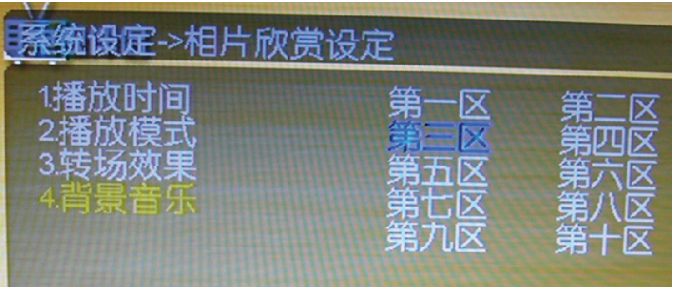 系统设定->相片欣赏设定
1.播放时间
2.播放模式
3.转场效果
4.背景音乐
第一区 第二区
第三区 第四区
第五区 第六区
第七区 第八区
第九区 第十区